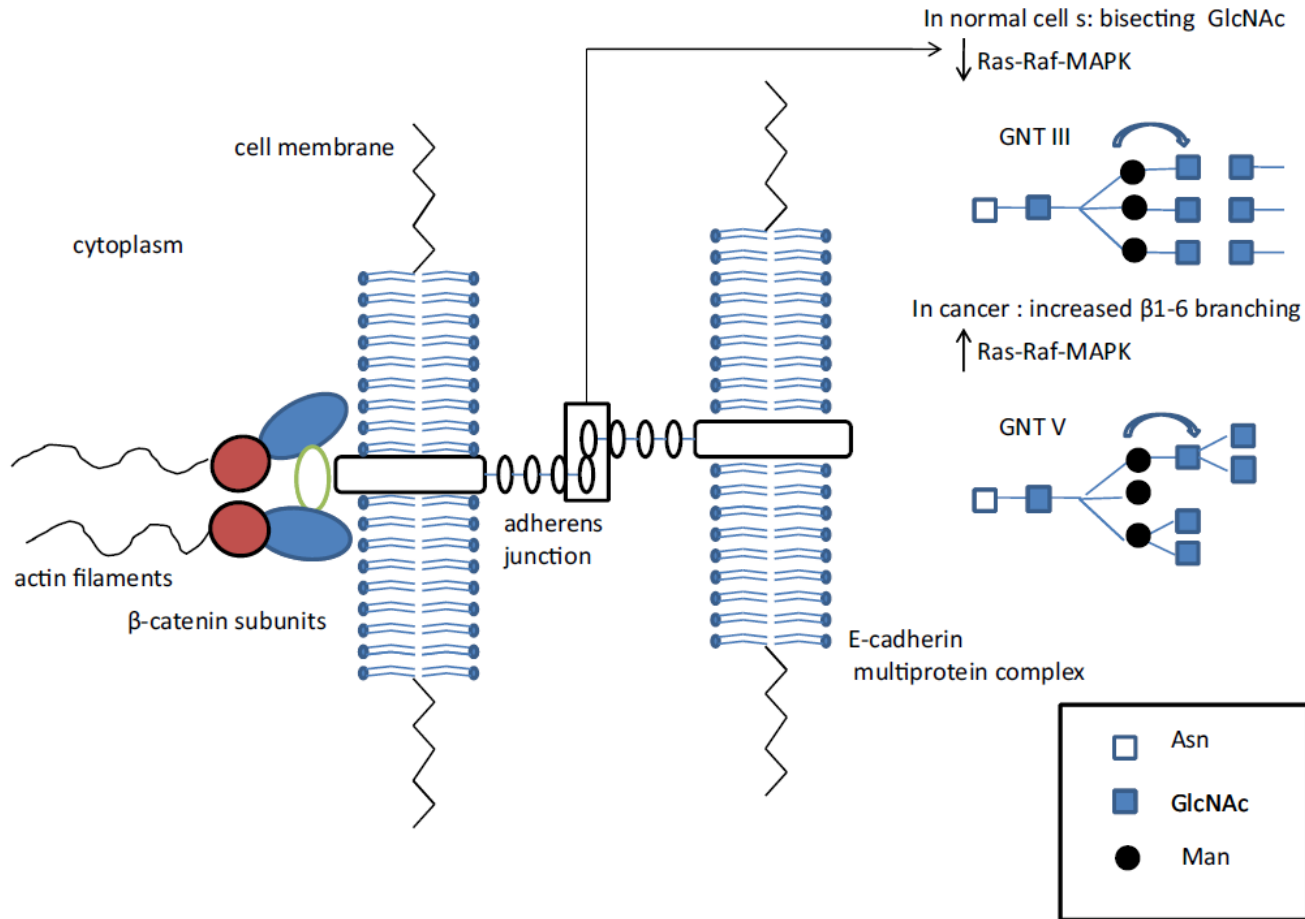 In normal cell s: bisecting GlcNAc
Ras-Raf-MAPK
GNT III
cell membrane
cytoplasm
In cancer : increased β1-6 branching
Ras-Raf-MAPK
GNT V
adherens
junction
actin filaments
β-catenin subunits
E-cadherin
multiprotein complex
Asn
GlcNAc
Man